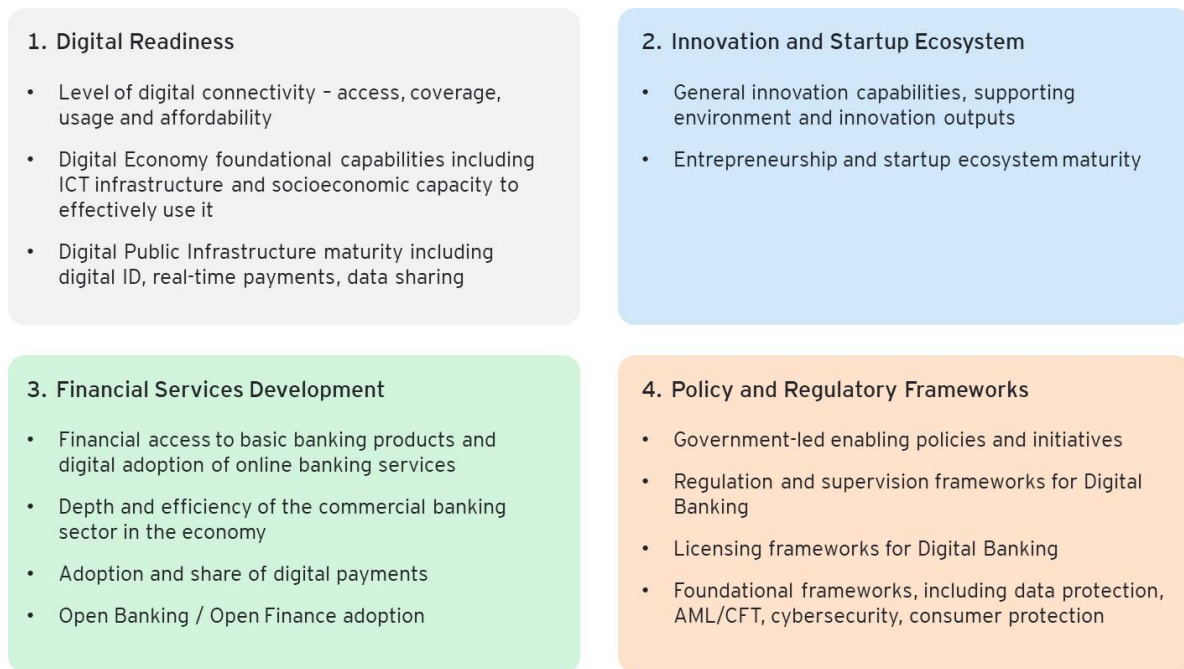 1. Digital Readiness
• Level of digital connectivity – access, coverage,
usage and affordability
• Digital Economy foundational capabilities including
ICT infrastructure and socioeconomic capacity to
effectively use it
• Digital Public Infrastructure maturity including
digital ID, real-time payments, data sharing
2. Innovation and Startup Ecosystem
• General innovation capabilities, supporting
environment and innovation outputs
• Entrepreneurship and startup ecosystem maturity
3. Financial Services Development
• Financial access to basic banking products and
digital adoption of online banking services
• Depth and efficiency of the commercial banking
sector in the economy
• Adoption and share of digital payments
• Open Banking / Open Finance adoption
4. Policy and Regulatory Frameworks
• Government-led enabling policies and initiatives
• Regulation and supervision frameworks for Digital
Banking
• Licensing frameworks for Digital Banking
• Foundational frameworks, including data protection,
AML/CFT, cybersecurity, consumer protection